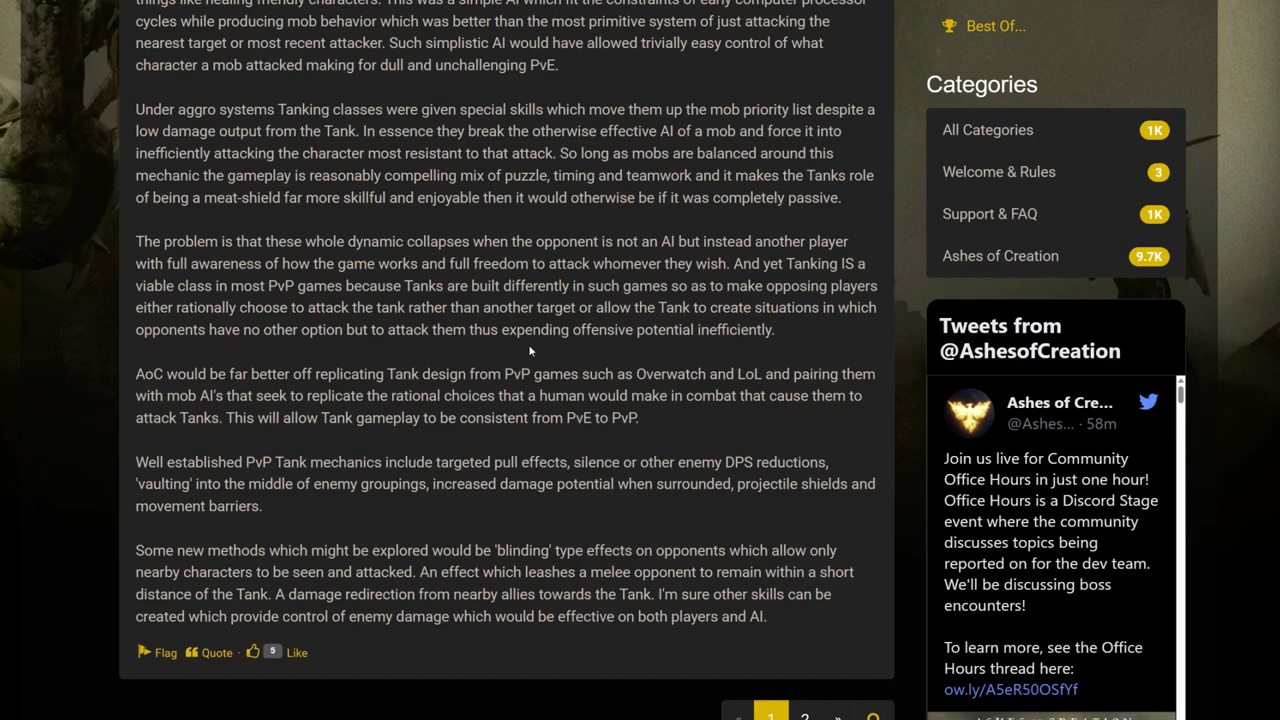 things like healing friendly characters. This was a simple AI which fit the constraints of early computer processor
cycles while producing mob behavior which was better than the most primitive system of just attacking the
nearest target or most recent attacker. Such simplistic AI would have allowed trivially easy control of what
character a mob attacked making for dull and unchallenging PvE.
Under aggro systems Tanking classes were given special skills which move them up the mob priority list despite a
low damage output from the Tank. In essence they break the otherwise effective AI of a mob and force it into
inefficiently attacking the character most resistant to that attack. So long as mobs are balanced around this
mechanic the gameplay is reasonably compelling mix of puzzle, timing and teamwork and it makes the Tanks role
of being a meat-shield far more skillful and enjoyable then it would otherwise be if it was completely passive.
The problem is that these whole dynamic collapses when the opponent is not an AI but instead another player
with full awareness of how the game works and full freedom to attack whomever they wish. And yet Tanking IS a
viable class in most PvP games because Tanks are built differently in such games so as to make opposing players
either rationally choose to attack the tank rather than another target or allow the Tank to create situations in which
opponents have no other option but to attack them thus expending offensive potential inefficiently.
AoC would be far better off replicating Tank design from PvP games such as Overwatch and LoL and pairing them
with mob AI's that seek to replicate the rational choices that a human would make in combat that cause them to
attack Tanks. This will allow Tank gameplay to be consistent from PvE to PvP.
Well established PvP Tank mechanics include targeted pull effects, silence or other enemy DPS reductions,
'vaulting' into the middle of enemy groupings, increased damage potential when surrounded, projectile shields and
movement barriers.
Some new methods which might be explored would be 'blinding' type effects on opponents which allow only
nearby characters to be seen and attacked. An effect which leashes a melee opponent to remain within a short
distance of the Tank. A damage redirection from nearby allies towards the Tank. I'm sure other skills can be
created which provide control of enemy damage which would be effective on both players and AI.
Flag Quote · 5 Like
« 1 2 »
Best Of...
Categories
All Categories 1K
Welcome & Rules 3
Support & FAQ 1K
Ashes of Creation 9.7K
Tweets from
@AshesofCreation
Ashes of Cre...
@Ashes... · 58m
Join us live for Community
Office Hours in just one hour!
Office Hours is a Discord Stage
event where the community
discusses topics being
reported on for the dev team.
We'll be discussing boss
encounters!
To learn more, see the Office
Hours thread here:
ow.ly/A5eR50OSfYf